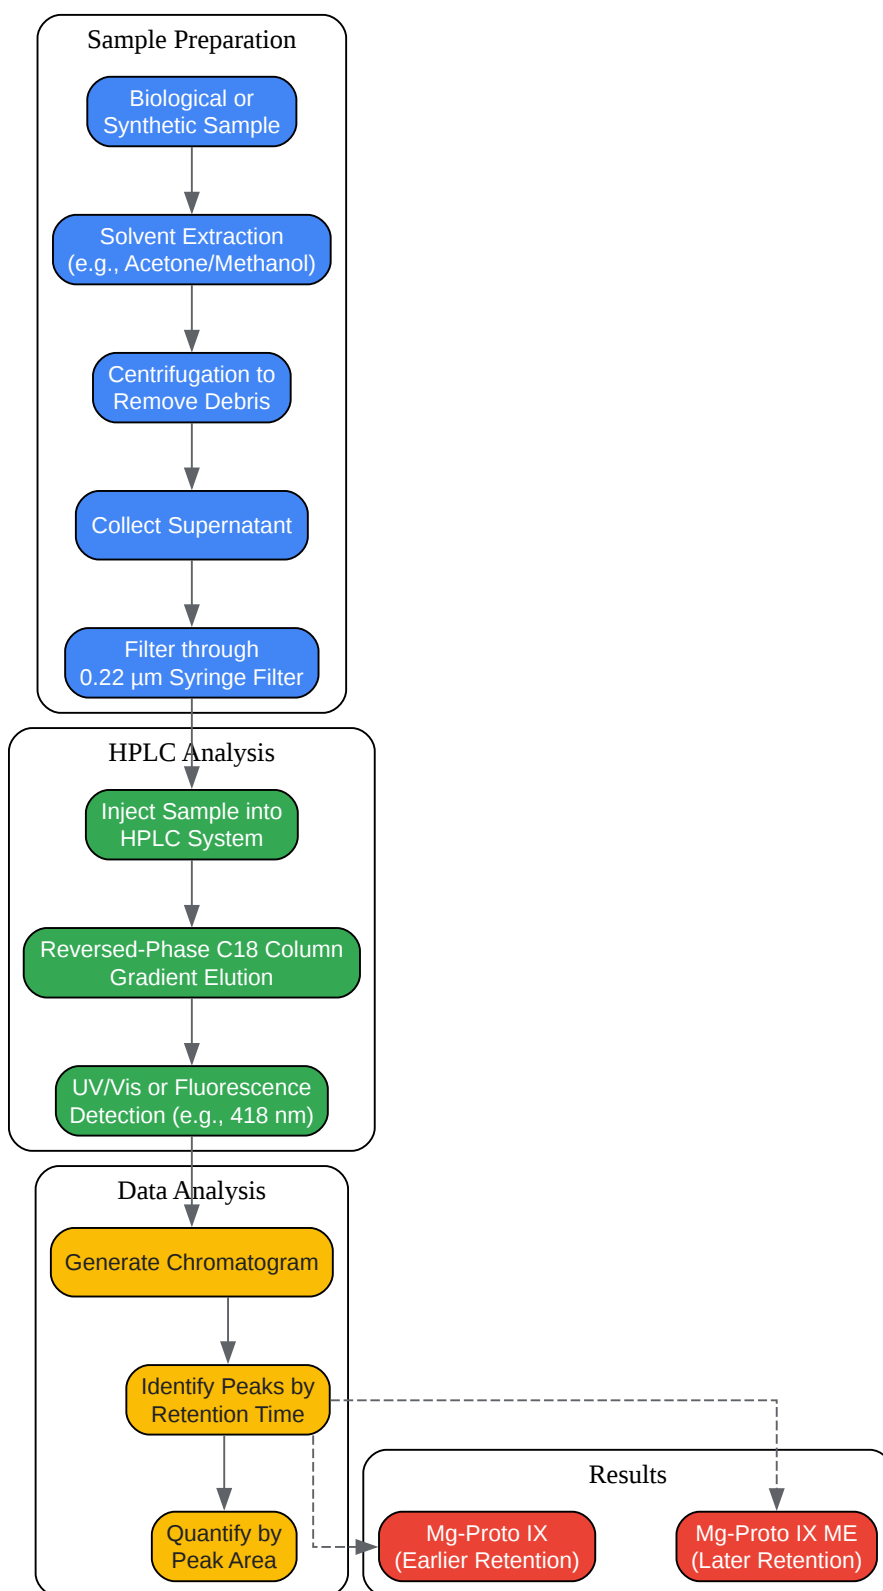 Sample Preparation
Biological or
Synthetic Sample
Solvent Extraction
(e.g., Acetone/Methanol)
Centrifugation to
Remove Debris
Collect Supernatant
Filter through
0.22 µm Syringe Filter
HPLC Analysis
Inject Sample into
HPLC System
Reversed-Phase C18 Column
Gradient Elution
UV/Vis or Fluorescence
Detection (e.g., 418 nm)
Data Analysis
Generate Chromatogram
Identify Peaks by
Retention Time
Quantify by
Peak Area
Results
Mg-Proto IX
(Earlier Retention)
Mg-Proto IX ME
(Later Retention)